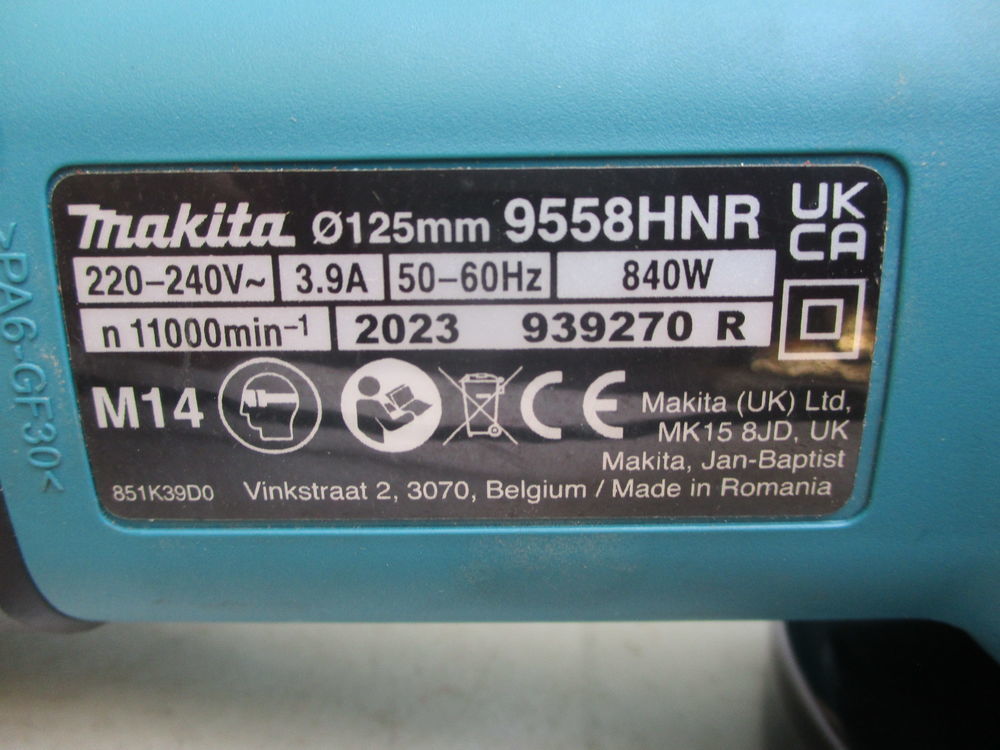 makita Ø125mm 9558HNR UK CA
220–240V~ 3.9A 50–60Hz 840W
n 11000min⁻¹ 2023 939270 R
M14 CE Makita (UK) Ltd,
MK15 8JD, UK
Makita, Jan-Baptist
851K39D0 Vinkstraat 2, 3070, Belgium / Made in Romania
>PA6-GF30<